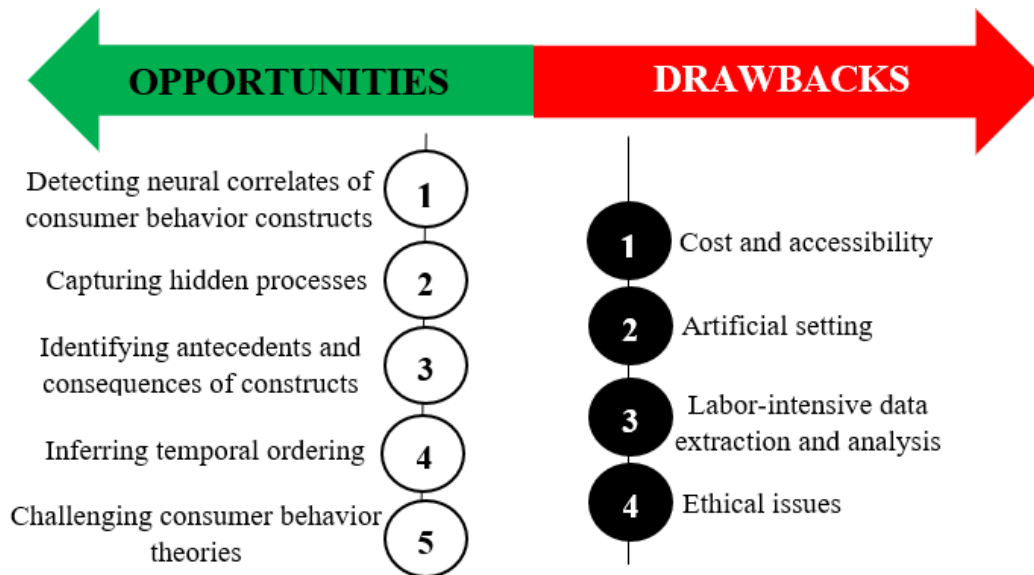 OPPORTUNITIES
DRAWBACKS
1
Detecting neural correlates of
consumer behavior constructs
2
Capturing hidden processes
3
Identifying antecedents and
consequences of constructs
4
Inferring temporal ordering
5
Challenging consumer behavior
theories
1
Cost and accessibility
2
Artificial setting
3
Labor-intensive data
extraction and analysis
4
Ethical issues